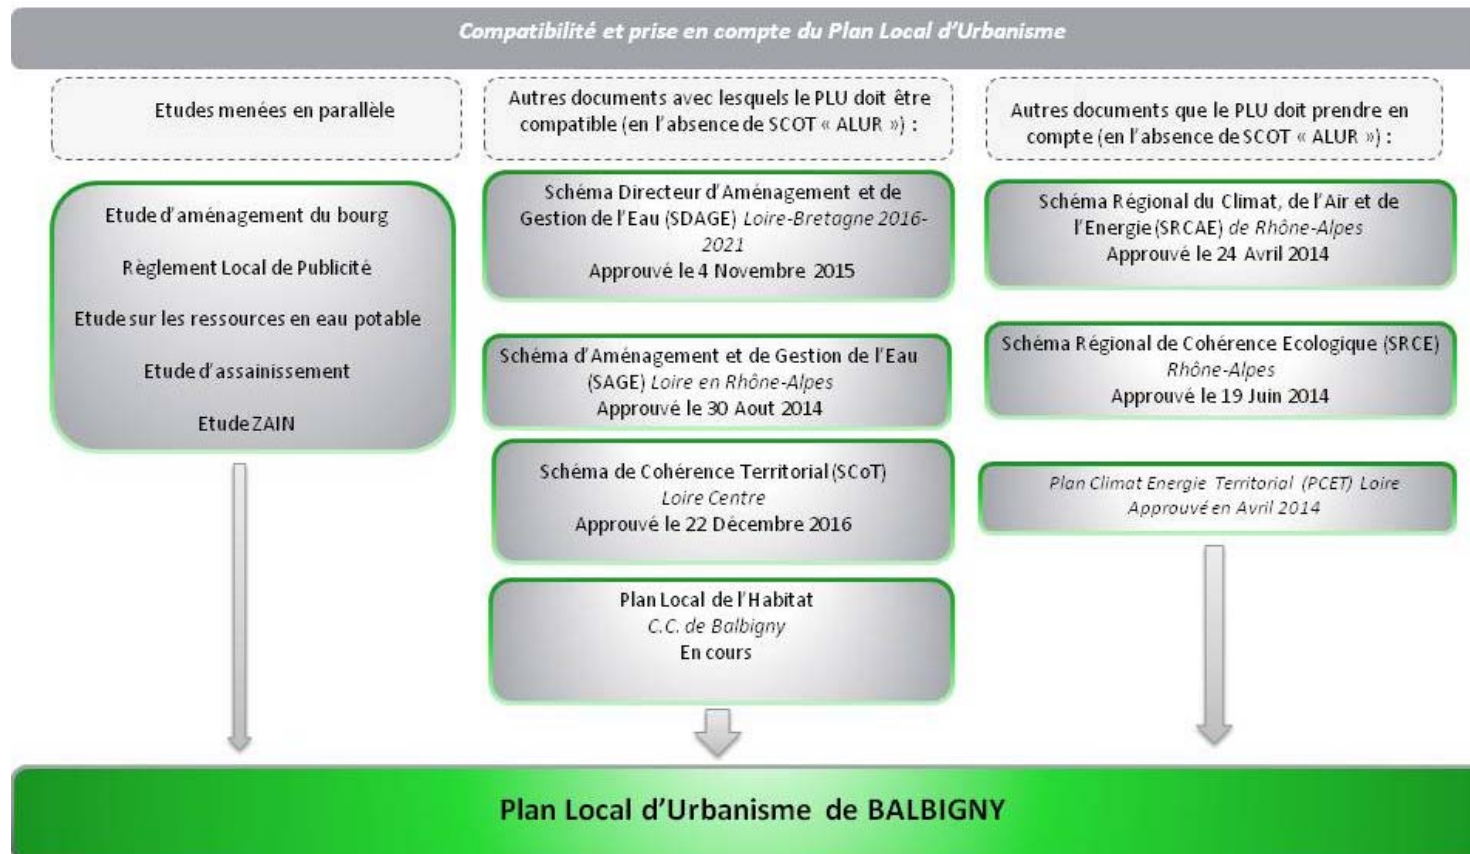 Compatibilité et prise en compte du Plan Local d'Urbanisme
Etudes menées en parallèle
Etude d'aménagement du bourg
Règlement Local de Publicité
Etude sur les ressources en eau potable
Etude d'assainissement
Etude ZAIN
Autres documents avec lesquels le PLU doit être
compatible (en l'absence de SCOT « ALUR ») :
Schéma Directeur d'Aménagement et de
Gestion de l'Eau (SDAGE) Loire-Bretagne 2016-
2021
Approuvé le 4 Novembre 2015
Schéma d'Aménagement et de Gestion de l'Eau
(SAGE) Loire en Rhône-Alpes
Approuvé le 30 Aout 2014
Schéma de Cohérence Territorial (SCoT)
Loire Centre
Approuvé le 22 Décembre 2016
Plan Local de l'Habitat
C.C. de Balbigny
En cours
Autres documents que le PLU doit prendre en
compte (en l'absence de SCOT « ALUR ») :
Schéma Régional du Climat, de l'Air et de
l'Energie (SRCAE) de Rhône-Alpes
Approuvé le 24 Avril 2014
Schéma Régional de Cohérence Ecologique (SRCE)
Rhône-Alpes
Approuvé le 19 Juin 2014
Plan Climat Energie Territorial (PCET) Loire
Approuvé en Avril 2014
Plan Local d'Urbanisme de BALBIGNY